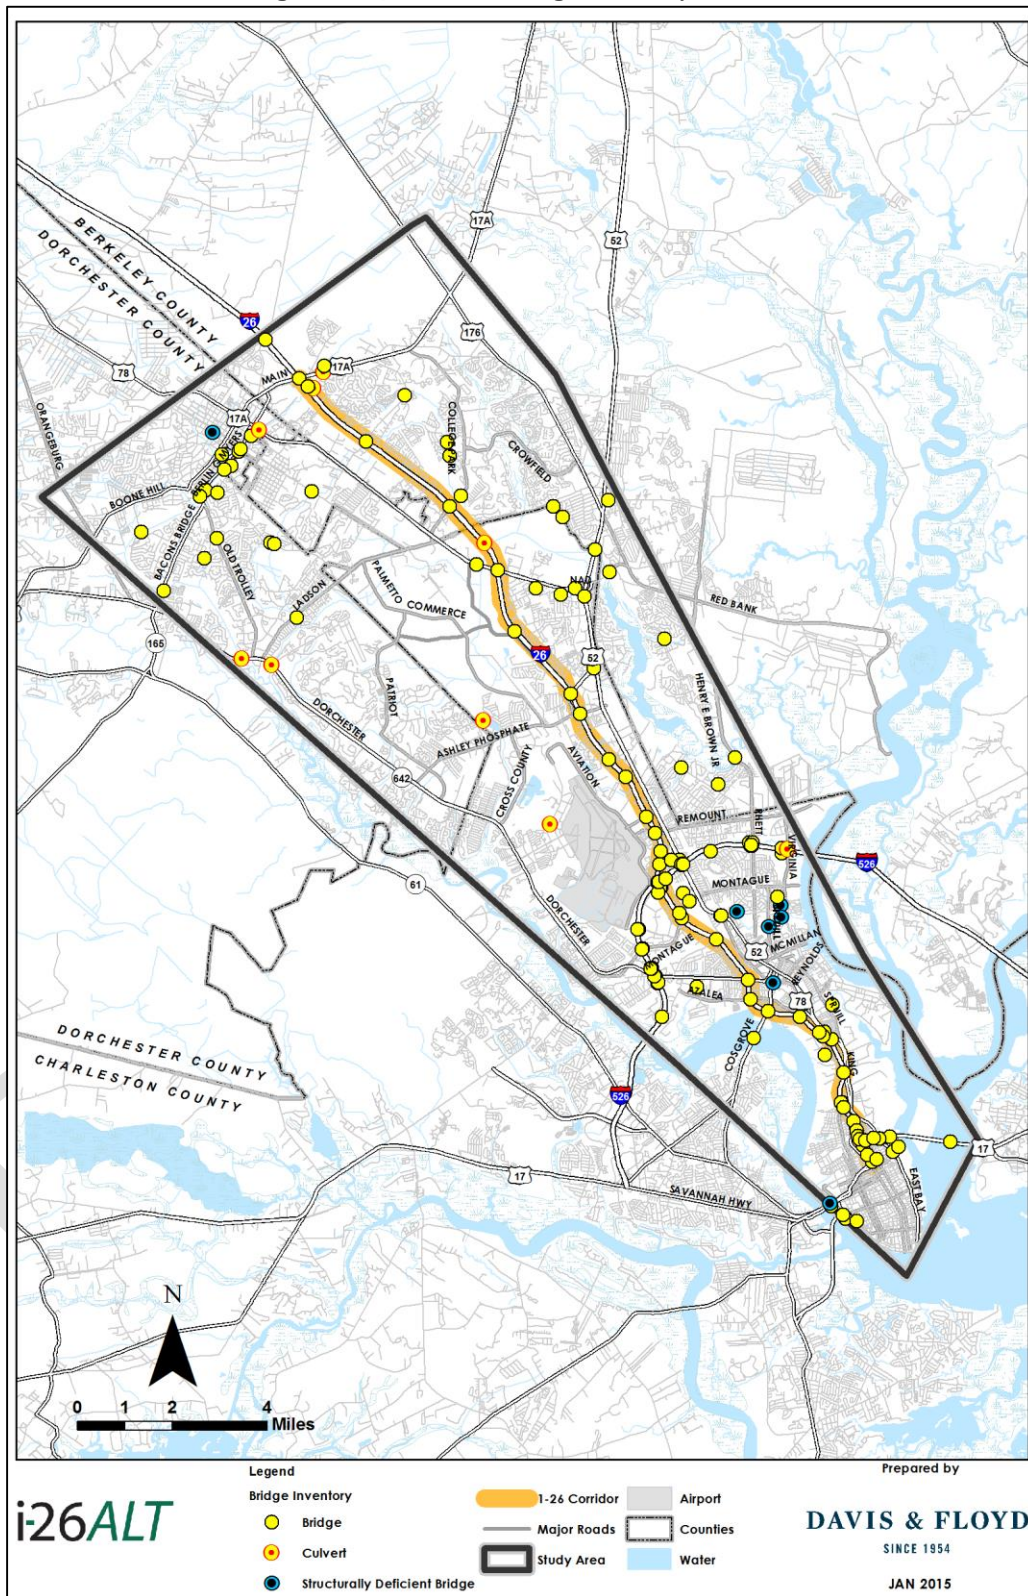 BERKELEY COUNTY
DORCHESTER COUNTY
17A
52
26
176
MAIN
17A
78
17A
ORANGEBURG
BERLIN G MYERS
COLLEGE PARK
CROWFIELD
BOONE HILL
BACONS BRIDGE
OLD TROLLEY
LADSON
PALMETTO
COMMERCE
NAD
RED BANK
165
26
52
HENRY E BROWN JR
PATRIOT
DORCHESTER
ASHLEY PHOSPHATE
AVIATION
642
CROSS COUNTY
REMOUNT
RHETT
VIRGINIA
526
61
MONTAGUE
DORCHESTER
MCMILLAN
MONTAGUE
52
REYNOLDS
AZALEA
78
SPRUILL
COSGROVE
KING
DORCHESTER COUNTY
CHARLESTON COUNTY
526
17
17
SAVANNAH HWY
EAST BAY
N
0 1 2 4
Miles
Legend
Bridge Inventory
Bridge
Culvert
Structurally Deficient Bridge
1-26 Corridor
Major Roads
Study Area
Airport
Counties
Water
Prepared by
i-26ALT
DAVIS & FLOYD
SINCE 1954
JAN 2015